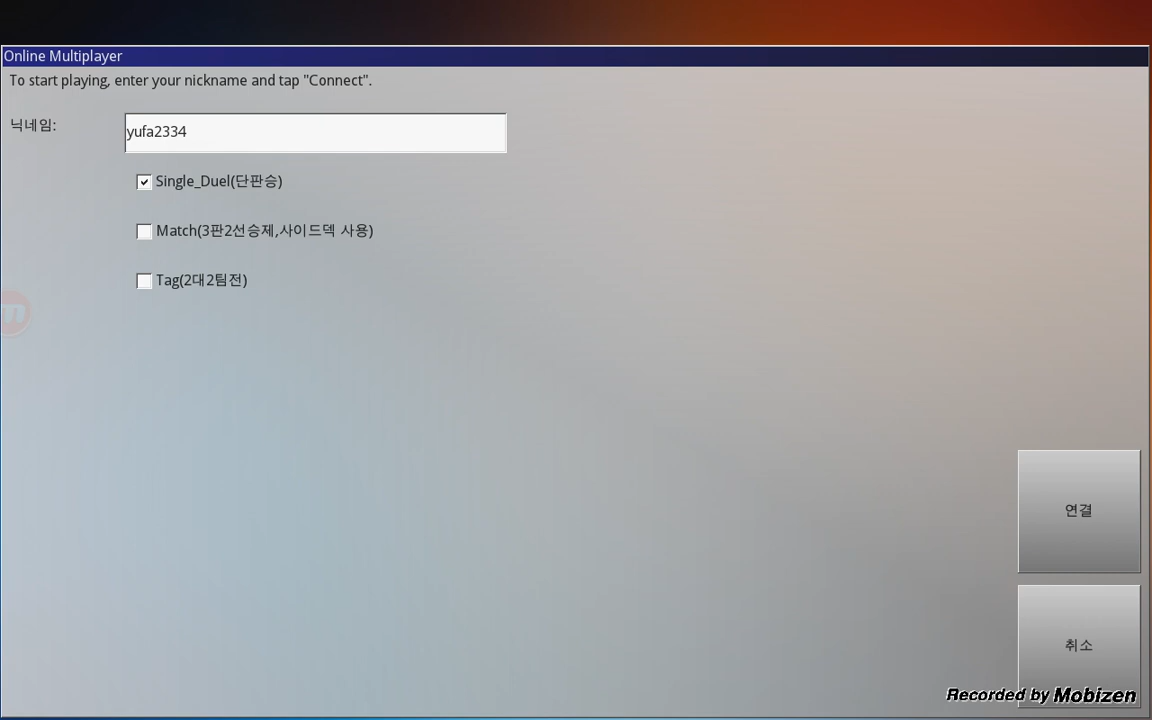 Online Multiplayer
To start playing, enter your nickname and tap "Connect".
닉네임:
yufa2334
Single_Duel(단판승)
Match(3판2선승제,사이드덱 사용)
Tag(2대2팀전)
m
연결
취소
Recorded by Mobizen